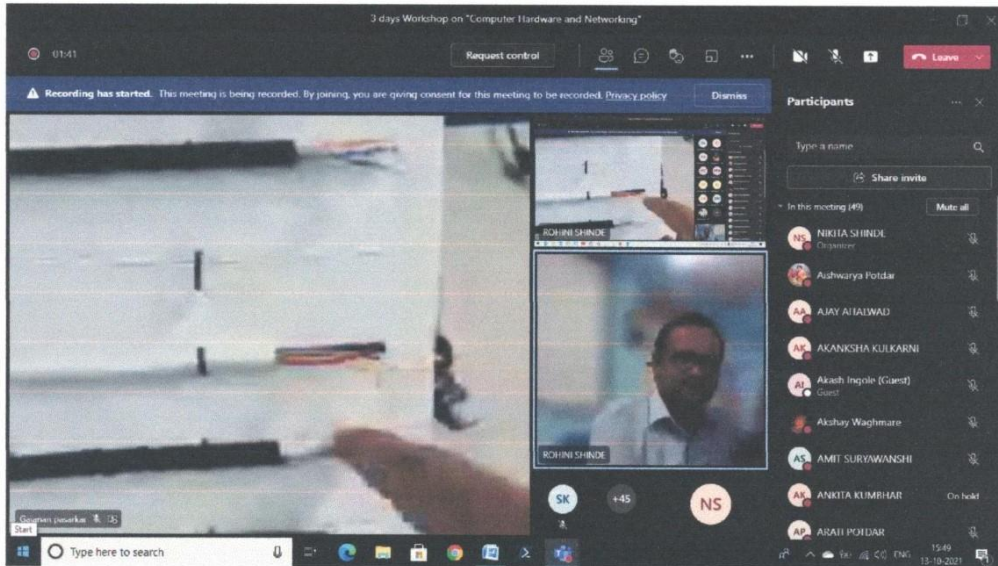 3 days Workshop on "Computer Hardware and Networking"
01:41
Request control
Leave
Recording has started. This meeting is being recorded. By joining, you are giving consent for this meeting to be recorded. Privacy policy
Dismiss
Participants
Type a name
Share invite
In this meeting (49)
Mute all
NS
NIKITA SHINDE
Organizer
Aishwarya Potdar
AA
AJAY
AK
AKANKSHA KULKARNI
AI
Akash Ingole (Guest)
Guest
Akshay Waghmare
AS
AMIT SURYAWANSHI
AK
ANKITA KUMBHAR
On hold
AP
ARATI POTDAR
ROHINI SHINDE
ROHINI SHINDE
SK
+45
NS
Start
Type here to search
ENG
15:49
13-10-2021